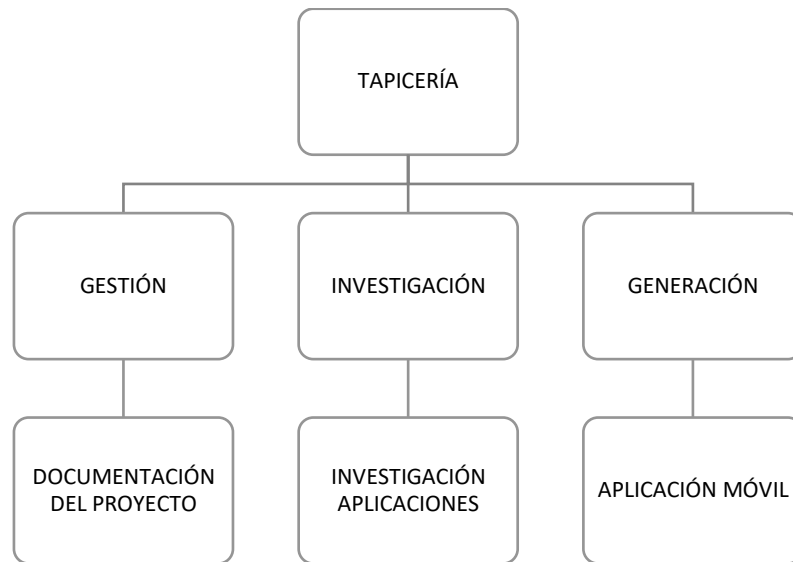 TAPICERÍA
GESTIÓN
INVESTIGACIÓN
GENERACIÓN
DOCUMENTACIÓN
DEL PROYECTO
INVESTIGACIÓN
APLICACIONES
APLICACIÓN MÓVIL